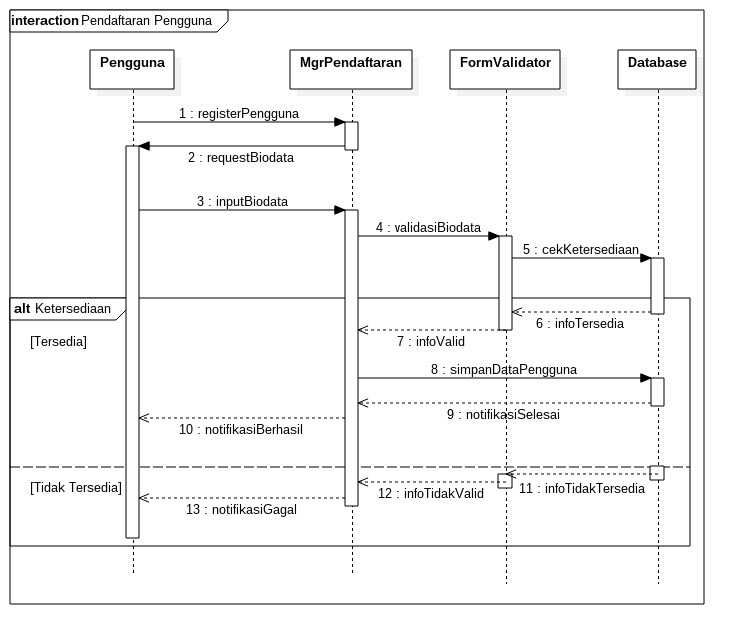 interaction Pendaftaran Pengguna
Pengguna
MgrPendaftaran
FormValidator
Database
1 : registerPengguna
2 : requestBiodata
3 : inputBiodata
4 : validasiBiodata
5 : cekKetersediaan
alt Ketersediaan
6 : infoTersedia
7 : infoValid
[Tersedia]
8 : simpanDataPengguna
9 : notifikasiSelesai
10 : notifikasiBerhasil
[Tidak Tersedia]
11 : infoTidakTersedia
12 : infoTidakValid
13 : notifikasiGagal